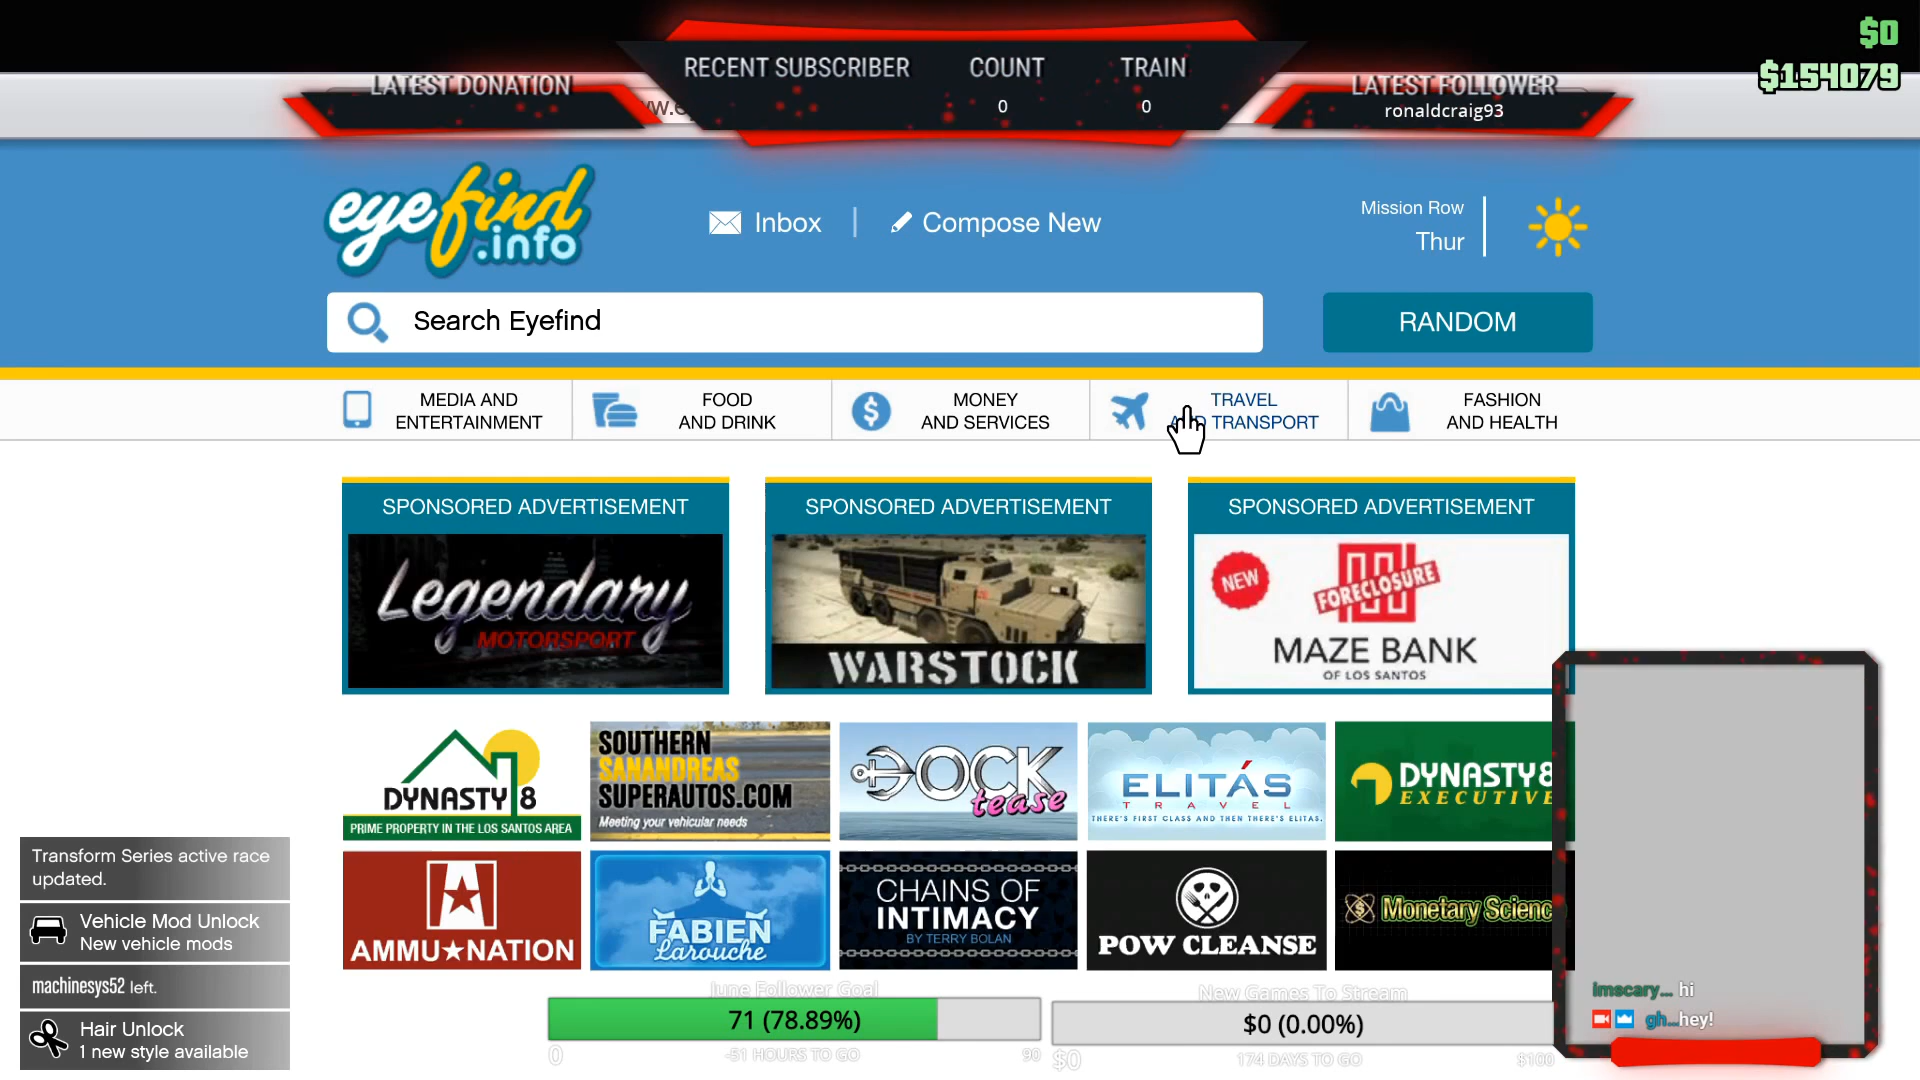 $0
$154079
LATEST DONATION
RECENT SUBSCRIBER
COUNT
0
TRAIN
0
LATEST FOLLOWER
ronaldcraig93
eyefind
.info
Inbox
Compose New
Mission Row
Thur
Search Eyefind
RANDOM
MEDIA AND
ENTERTAINMENT
FOOD
AND DRINK
MONEY
AND SERVICES
TRAVEL
AND TRANSPORT
FASHION
AND HEALTH
SPONSORED ADVERTISEMENT
Legendary
MOTORSPORT
SPONSORED ADVERTISEMENT
WARSTOCK
SPONSORED ADVERTISEMENT
NEW
FORECLOSURE
MAZE BANK
OF LOS SANTOS
DYNASTY 8
PRIME PROPERTY IN THE LOS SANTOS AREA
SOUTHERN
SANANDREAS
SUPERAUTOS.COM
Meeting your vehicular needs
DOCK
tease
ELITÁS
TRAVEL
THERE'S FIRST CLASS AND THEN THERE'S ELITAS.
DYNASTY 8
EXECUTIVE
AMMU★NATION
FABIEN
Larouche
CHAINS OF
INTIMACY
BY TERRY BOLAN
POW CLEANSE
Monetary Scienc
Transform Series active race
updated.
Vehicle Mod Unlock
New vehicle mods
machinesys52 left.
Hair Unlock
1 new style available
June Follower Goal
71 (78.89%)
0
-51 HOURS TO GO
90
New Games To Stream
$0 (0.00%)
$0
174 DAYS TO GO
$100
imscary... hi
gh...hey!